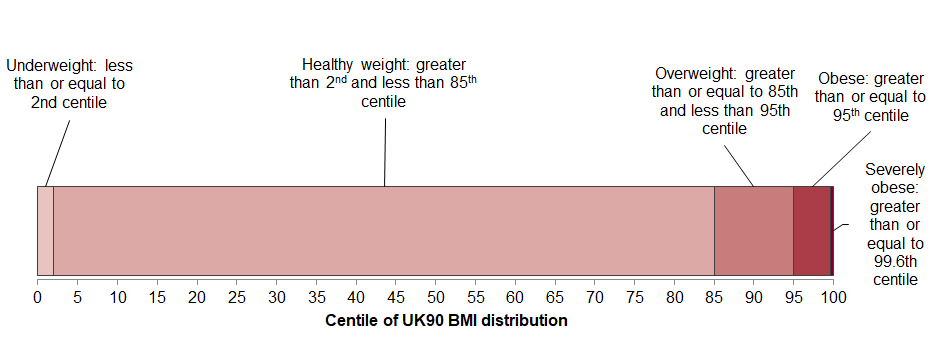 Underweight: less
than or equal to
2nd centile
Healthy weight: greater
than 2nd and less than 85th
centile
Overweight: greater
than or equal to 85th
and less than 95th
centile
Obese: greater
than or equal to
95th centile
Severely
obese:
greater
than or
equal to
99.6th
centile
0 5 10 15 20 25 30 35 40 45 50 55 60 65 70 75 80 85 90 95 100
Centile of UK90 BMI distribution